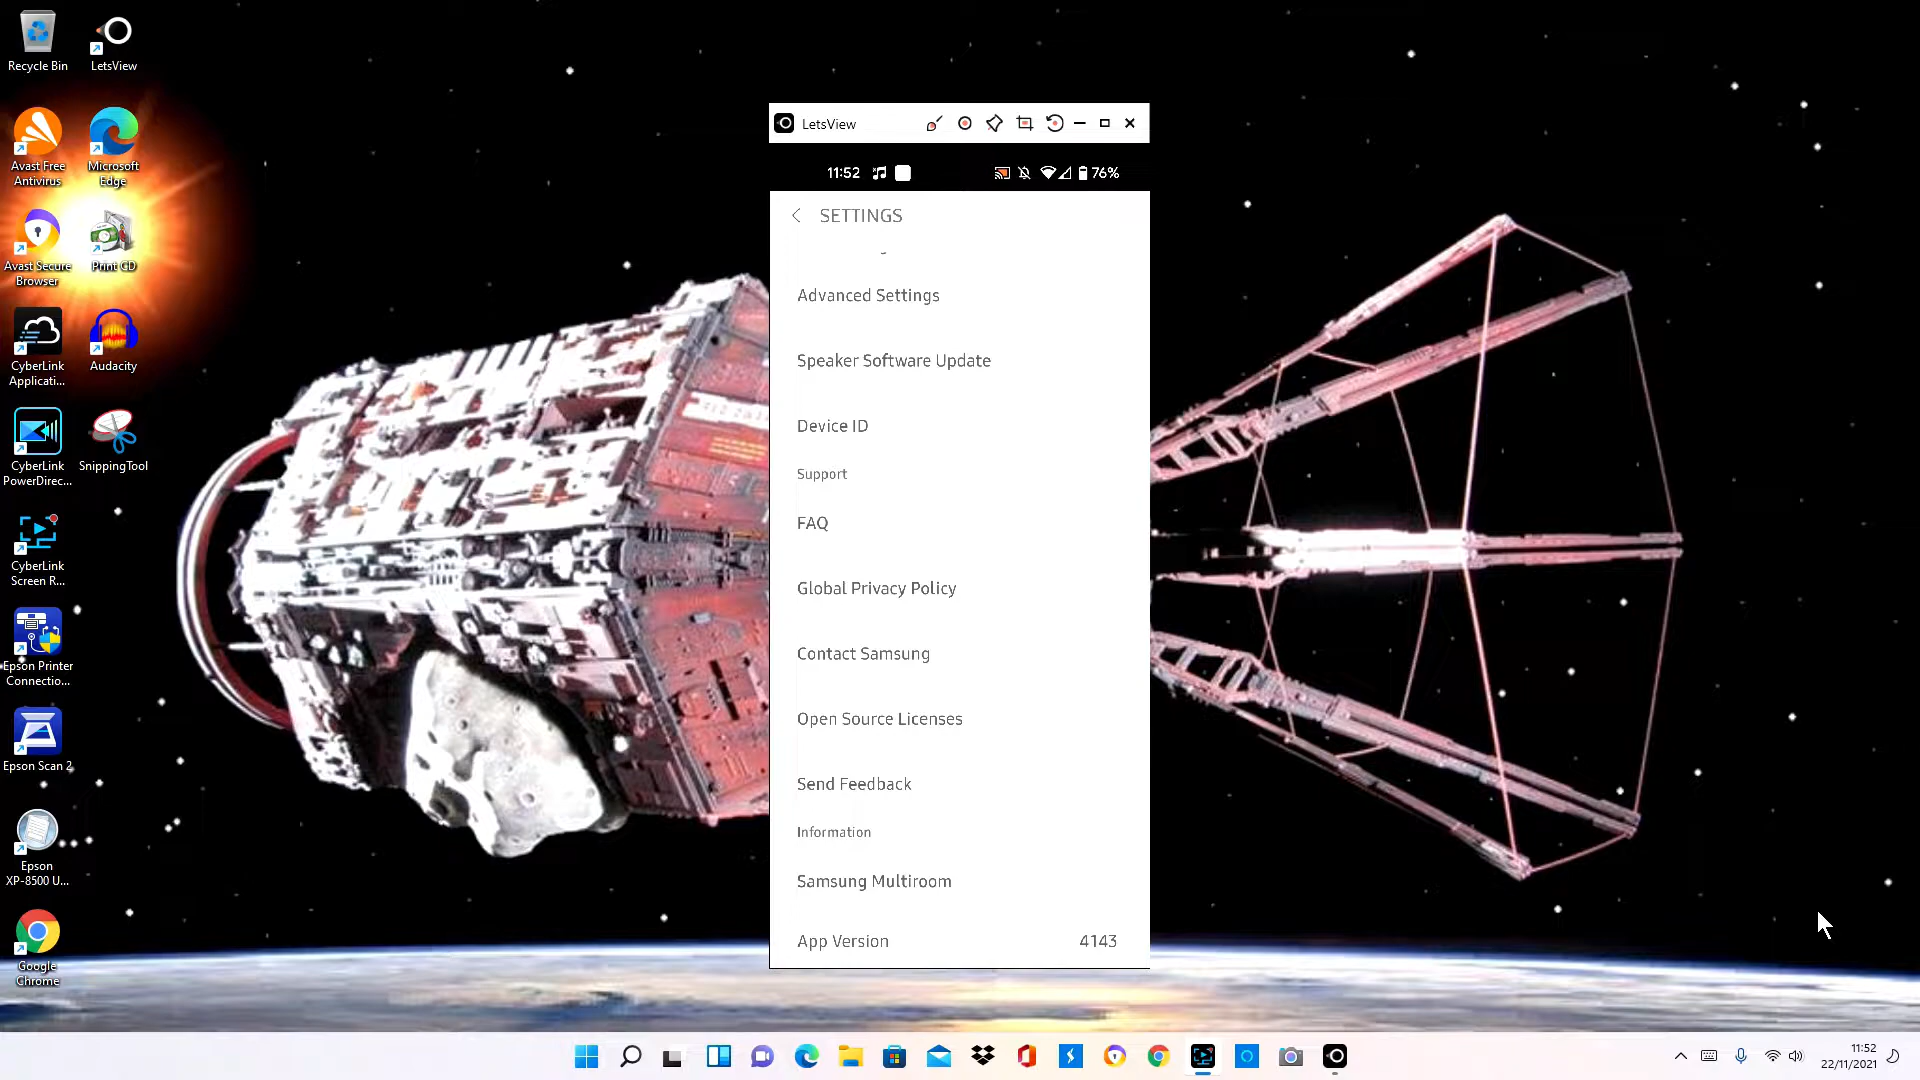 Recycle Bin
LetsView
Avast Free
Antivirus
Microsoft
Edge
Avast Secure
Browser
Print CD
CyberLink
Applicati...
Audacity
CyberLink
PowerDirec...
SnippingTool
CyberLink
Screen R...
Epson Printer
Connectio...
Epson Scan 2
Epson
XP-8500 U...
Google
Chrome
LetsView
11:52
76%
SETTINGS
Advanced Settings
Speaker Software Update
Device ID
Support
FAQ
Global Privacy Policy
Contact Samsung
Open Source Licenses
Send Feedback
Information
Samsung Multiroom
App Version 4143
11:52
22/11/2021